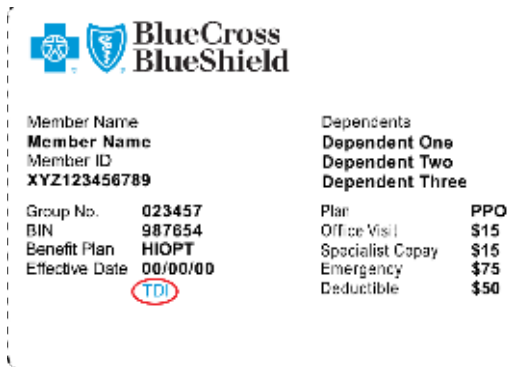 BlueCross
BlueShield
Member Name
Member Name
Member ID
XYZ123456789
Dependents
Dependent One
Dependent Two
Dependent Three
Group No. 023457
BIN 987654
Benefit Plan HIOPT
Effective Date 00/00/00
TDI
Plan PPO
Office Visit $15
Specialist Copay $15
Emergency $75
Deductible $50